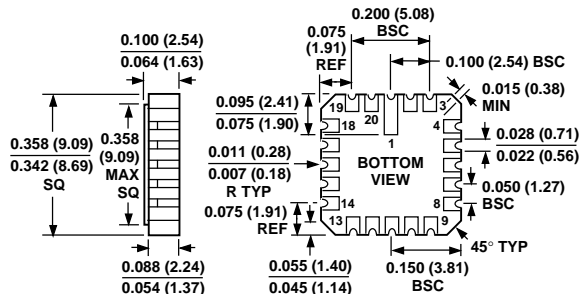 0.200 (5.08)
BSC
0.075
(1.91)
REF
0.100 (2.54)
0.064 (1.63)
0.100 (2.54) BSC
0.015 (0.38)
MIN
0.095 (2.41)
0.075 (1.90)
19
20
3
18
4
1
0.358 (9.09)
0.342 (8.69)
SQ
0.358
(9.09)
MAX
SQ
0.028 (0.71)
0.022 (0.56)
0.011 (0.28)
0.007 (0.18)
R TYP
BOTTOM
VIEW
0.050 (1.27)
BSC
0.075 (1.91)
REF
14
8
13
9
45° TYP
0.088 (2.24)
0.054 (1.37)
0.055 (1.40)
0.045 (1.14)
0.150 (3.81)
BSC